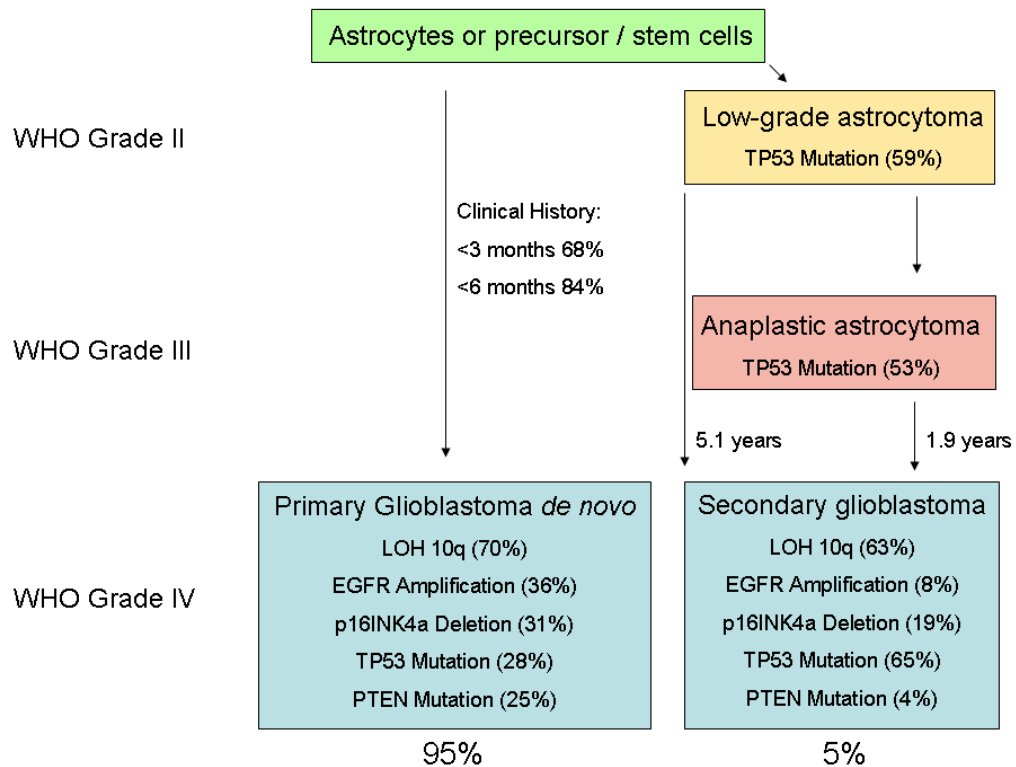 Astrocytes or precursor / stem cells
WHO Grade II
Low-grade astrocytoma
TP53 Mutation (59%)
Clinical History:
<3 months 68%
<6 months 84%
WHO Grade III
Anaplastic astrocytoma
TP53 Mutation (53%)
5.1 years
1.9 years
WHO Grade IV
Primary Glioblastoma de novo
LOH 10q (70%)
EGFR Amplification (36%)
p16INK4a Deletion (31%)
TP53 Mutation (28%)
PTEN Mutation (25%)
95%
Secondary glioblastoma
LOH 10q (63%)
EGFR Amplification (8%)
p16INK4a Deletion (19%)
TP53 Mutation (65%)
PTEN Mutation (4%)
5%